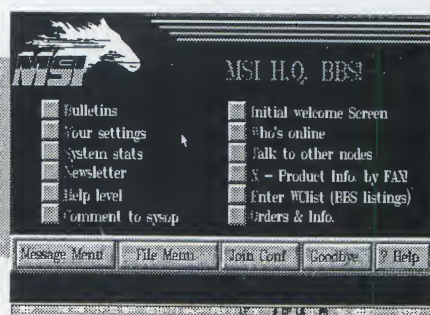 MSI
MSI H.Q. BBS!
Bulletins
Your settings
System stats
Newsletter
Help level
Comment to sysop
Initial welcome Screen
Who's online
Talk to other nodes
X - Product Info. by FAX!
Enter WClist (BBS listings)
Orders & Info.
Message Menu
File Menu
Join Conf
Goodbye
? Help